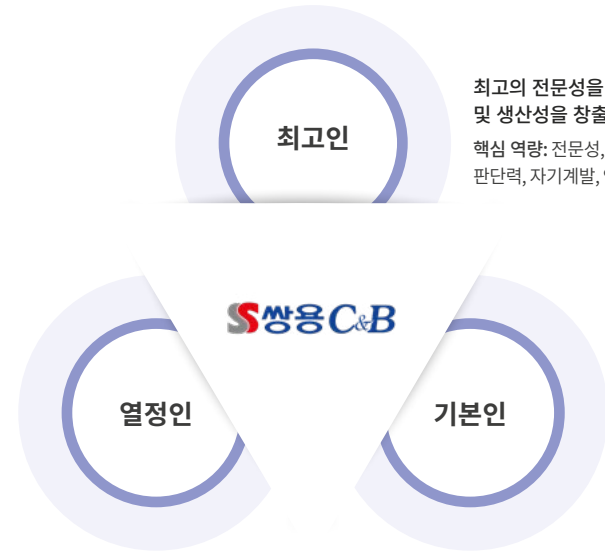 최고인
최고의 전문성을
및 생산성을 창출
핵심 역량: 전문성,
판단력, 자기계발,
쌍용C&B
열정인
기본인